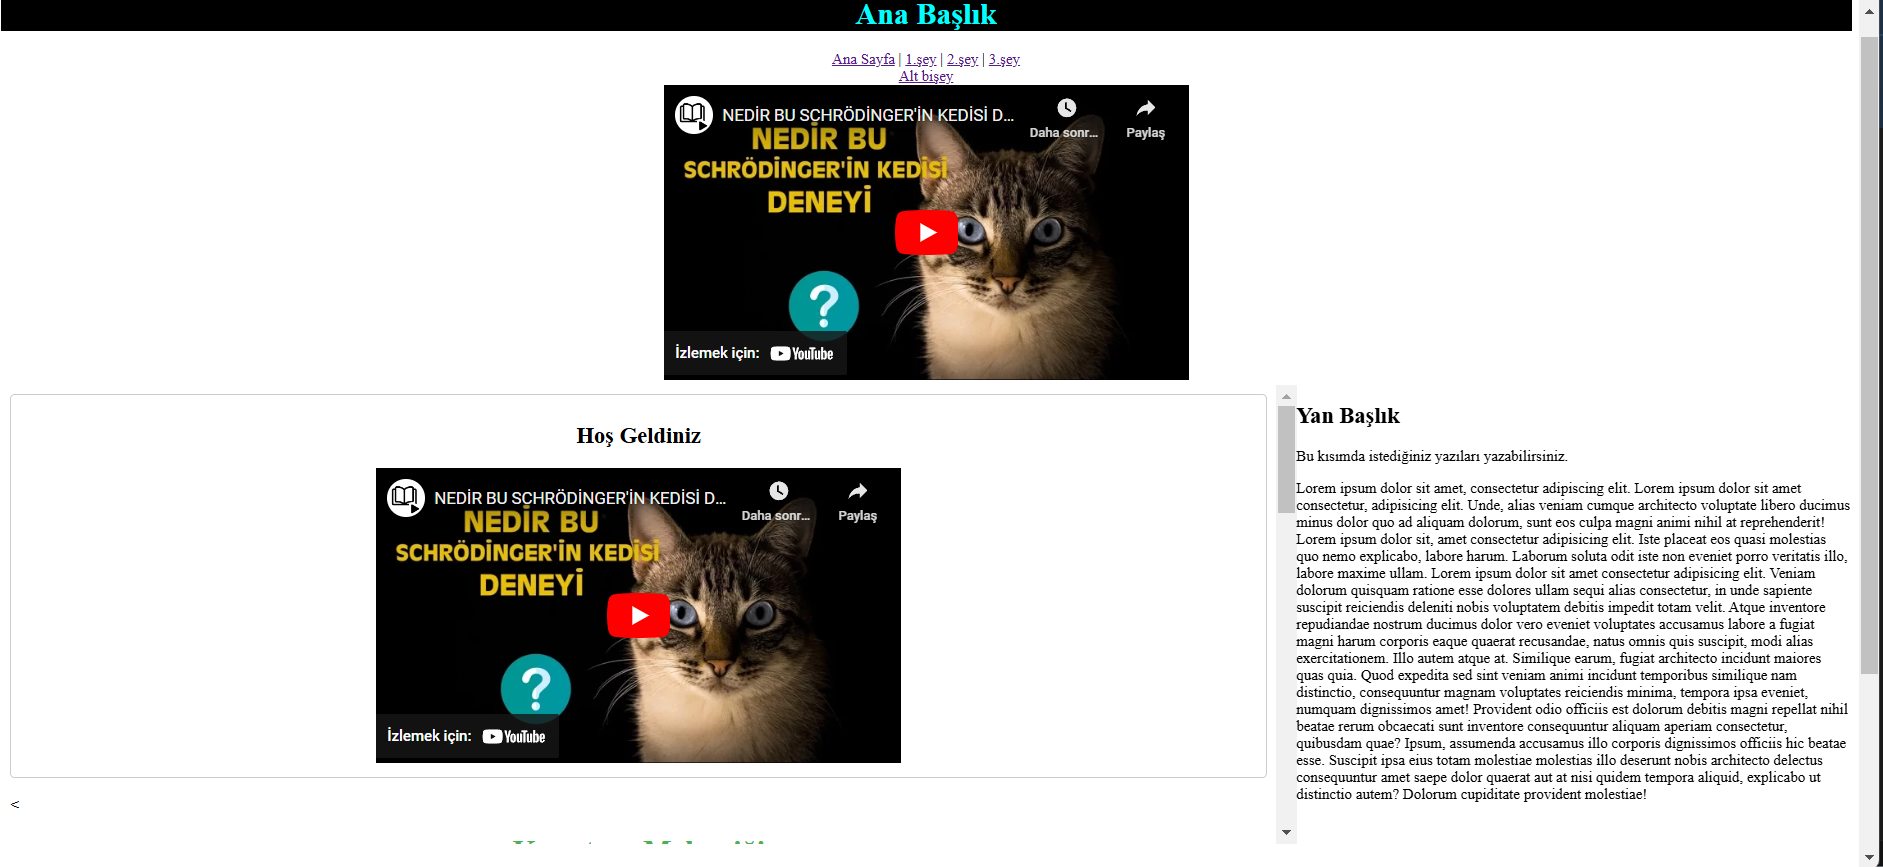 Ana Başlık
Ana Sayfa | 1.şey | 2.şey | 3.şey
Alt bişey
NEDİR BU SCHRÖDİNGER'İN KEDİSİ D...
Daha sonr...
Paylaş
NEDİR BU
SCHRÖDİNGER'İN KEDİSİ
DENEYİ
?
İzlemek için: YouTube
Hoş Geldiniz
NEDİR BU SCHRÖDİNGER'İN KEDİSİ D...
Daha sonr...
Paylaş
NEDİR BU
SCHRÖDİNGER'İN KEDİSİ
DENEYİ
?
İzlemek için: YouTube
<
Yan Başlık
Bu kısımda istediğiniz yazıları yazabilirsiniz.
Lorem ipsum dolor sit amet, consectetur adipiscing elit. Lorem ipsum dolor sit amet
consectetur, adipisicing elit. Unde, alias veniam cumque architecto voluptate libero ducimus
minus dolor quo ad aliquam dolorum, sunt eos culpa magni animi nihil at reprehenderit!
Lorem ipsum dolor sit, amet consectetur adipisicing elit. Iste placeat eos quasi molestias
quo nemo explicabo, labore harum. Laborum soluta odit iste non eveniet porro veritatis illo,
labore maxime ullam. Lorem ipsum dolor sit amet consectetur adipisicing elit. Veniam
dolorum quisquam ratione esse dolores ullam sequi alias consectetur, in unde sapiente
suscipit reiciendis deleniti nobis voluptatem debitis impedit totam velit. Atque inventore
repudiandae nostrum ducimus dolor vero eveniet voluptates accusamus labore a fugiat
magni harum corporis eaque quaerat recusandae, natus omnis quis suscipit, modi alias
exercitationem. Illo autem atque at. Similique earum, fugiat architecto incidunt maiores
quas quia. Quod expedita sed sint veniam animi incidunt temporibus similique nam
distinctio, consequuntur magnam voluptates reiciendis minima, tempora ipsa eveniet,
numquam dignissimos amet! Provident odio officiis est dolorum debitis magni repellat nihil
beatae rerum obcaecati sunt inventore consequuntur aliquam aperiam consectetur,
quibusdam quae? Ipsum, assumenda accusamus illo corporis dignissimos officiis hic beatae
esse. Suscipit ipsa eius totam molestiae molestias illo deserunt nobis architecto delectus
consequuntur amet saepe dolor quaerat aut at nisi quidem tempora aliquid, explicabo ut
distinctio autem? Dolorum cupiditate provident molestiae!